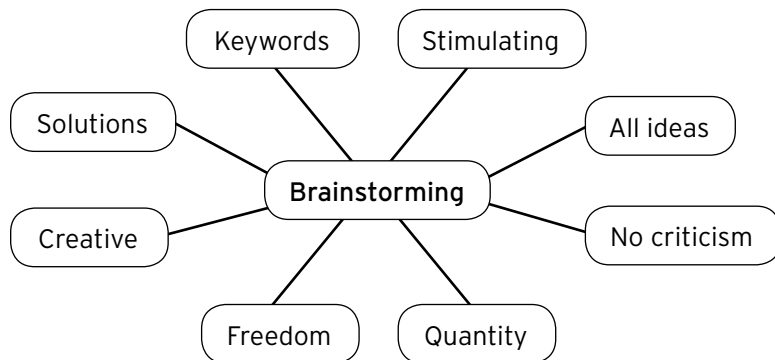 Keywords
Stimulating
Solutions
All ideas
Brainstorming
Creative
No criticism
Freedom
Quantity